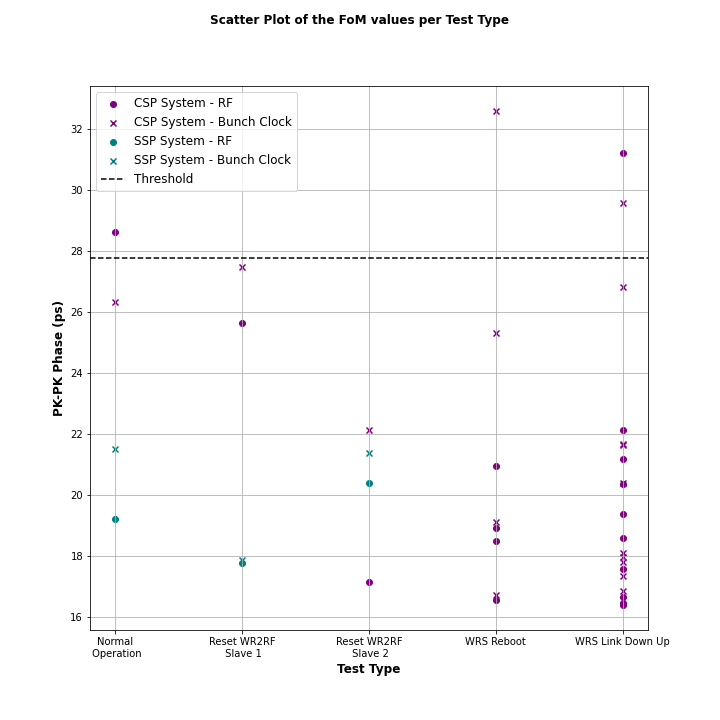 Scatter Plot of the FoM values per Test Type
CSP System - RF
CSP System - Bunch Clock
SSP System - RF
SSP System - Bunch Clock
Threshold
PK-PK Phase (ps)
32
30
28
26
24
22
20
18
16
Normal
Operation
Reset WR2RF
Slave 1
Reset WR2RF
Slave 2
WRS Reboot
WRS Link Down Up
Test Type